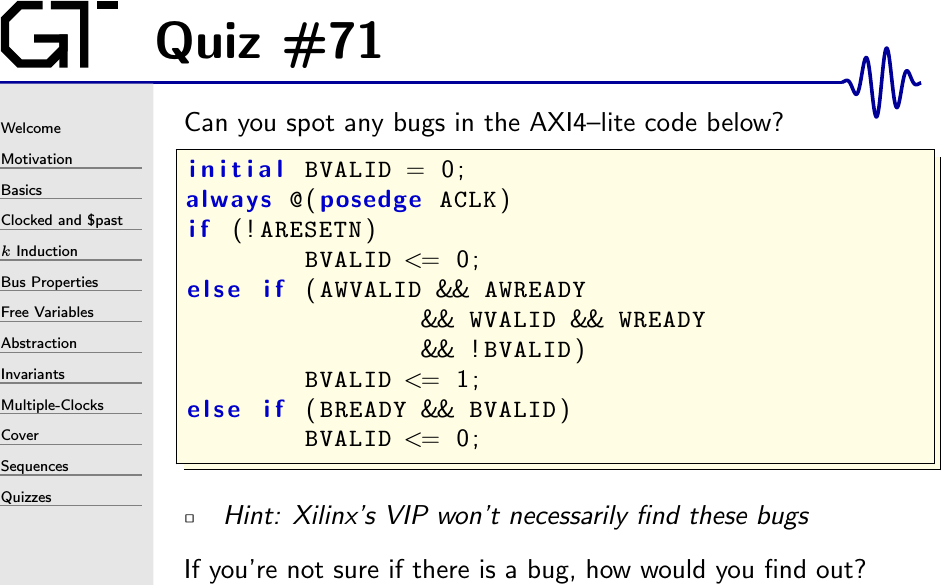 GT
Quiz #71
Welcome
Motivation
Basics
Clocked and $past
k Induction
Bus Properties
Free Variables
Abstraction
Invariants
Multiple-Clocks
Cover
Sequences
Quizzes
Can you spot any bugs in the AXI4–lite code below?
initial BVALID = 0;
always @(posedge ACLK)
if (!ARESETN)
BVALID <= 0;
else if (AWVALID && AWREADY
&& WVALID && WREADY
&& !BVALID)
BVALID <= 1;
else if (BREADY && BVALID)
BVALID <= 0;
Hint: Xilinx's VIP won't necessarily find these bugs
If you're not sure if there is a bug, how would you find out?